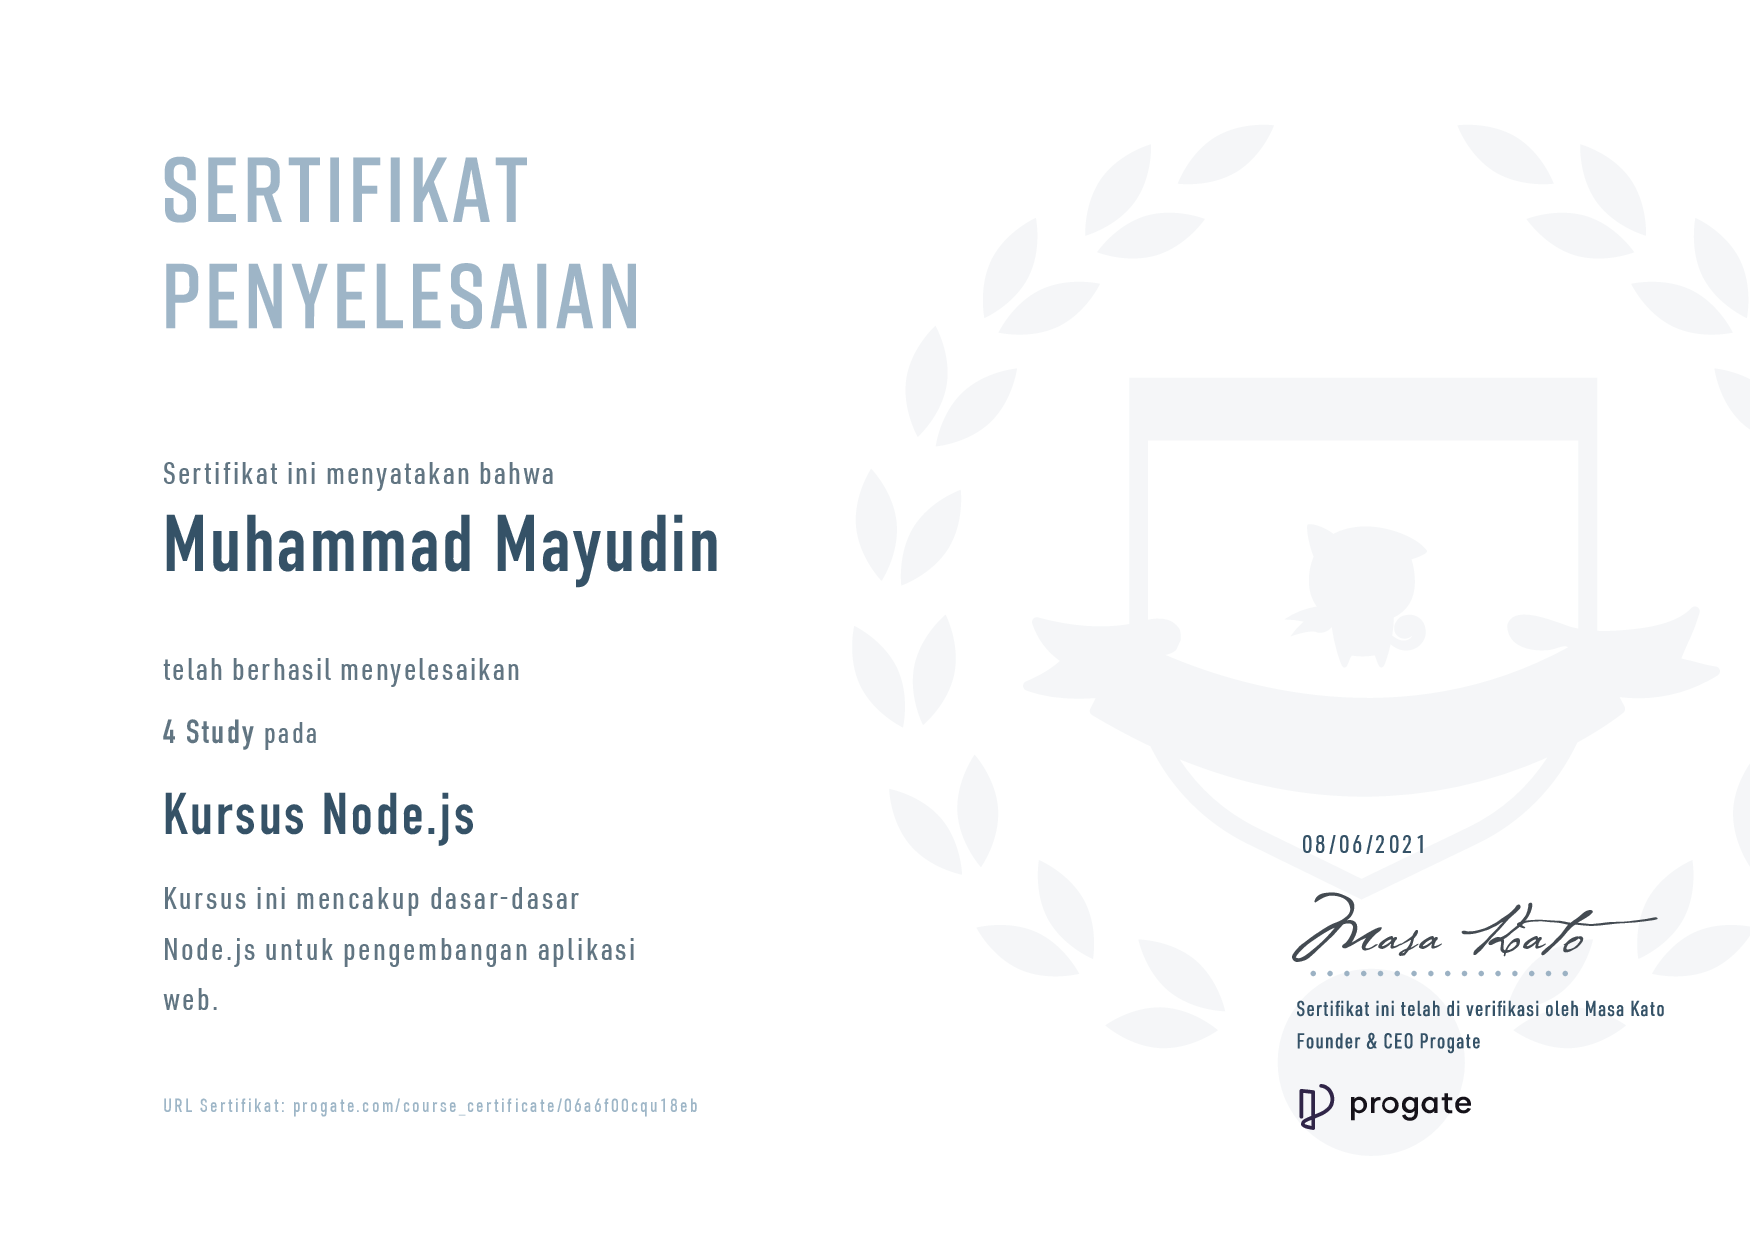 SERTIFIKAT
PENYELESAIAN
Sertifikat ini menyatakan bahwa
Muhammad Mayudin
telah berhasil menyelesaikan
4 Study pada
Kursus Node.js
Kursus ini mencakup dasar-dasar
Node.js untuk pengembangan aplikasi
web.
URL Sertifikat: progate.com/course_certificate/06a6f00cqu18eb
08/06/2021
Masa Kato
Sertifikat ini telah di verifikasi oleh Masa Kato
Founder & CEO Progate
progate